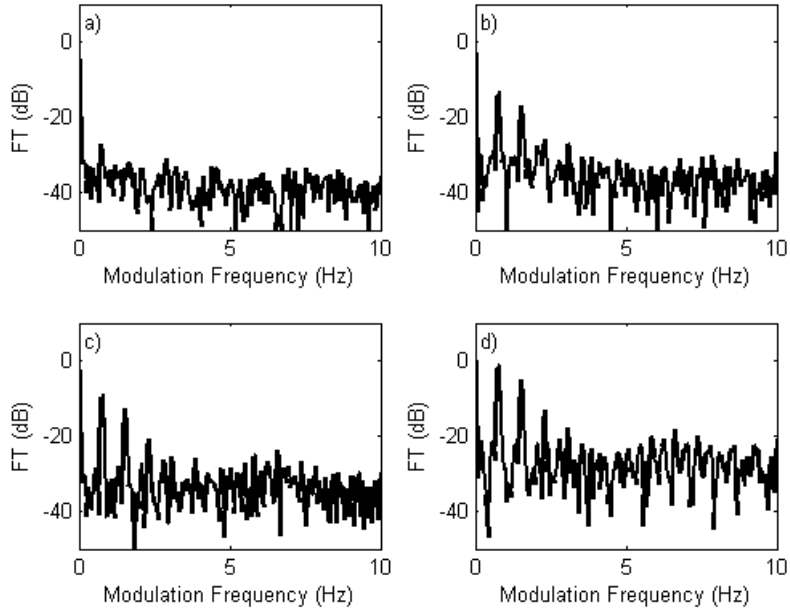 a)
0
-20
-40
FT (dB)
0 5 10
Modulation Frequency (Hz)
b)
0
-20
-40
FT (dB)
0 5 10
Modulation Frequency (Hz)
c)
0
-20
-40
FT (dB)
0 5 10
Modulation Frequency (Hz)
d)
0
-20
-40
FT (dB)
0 5 10
Modulation Frequency (Hz)